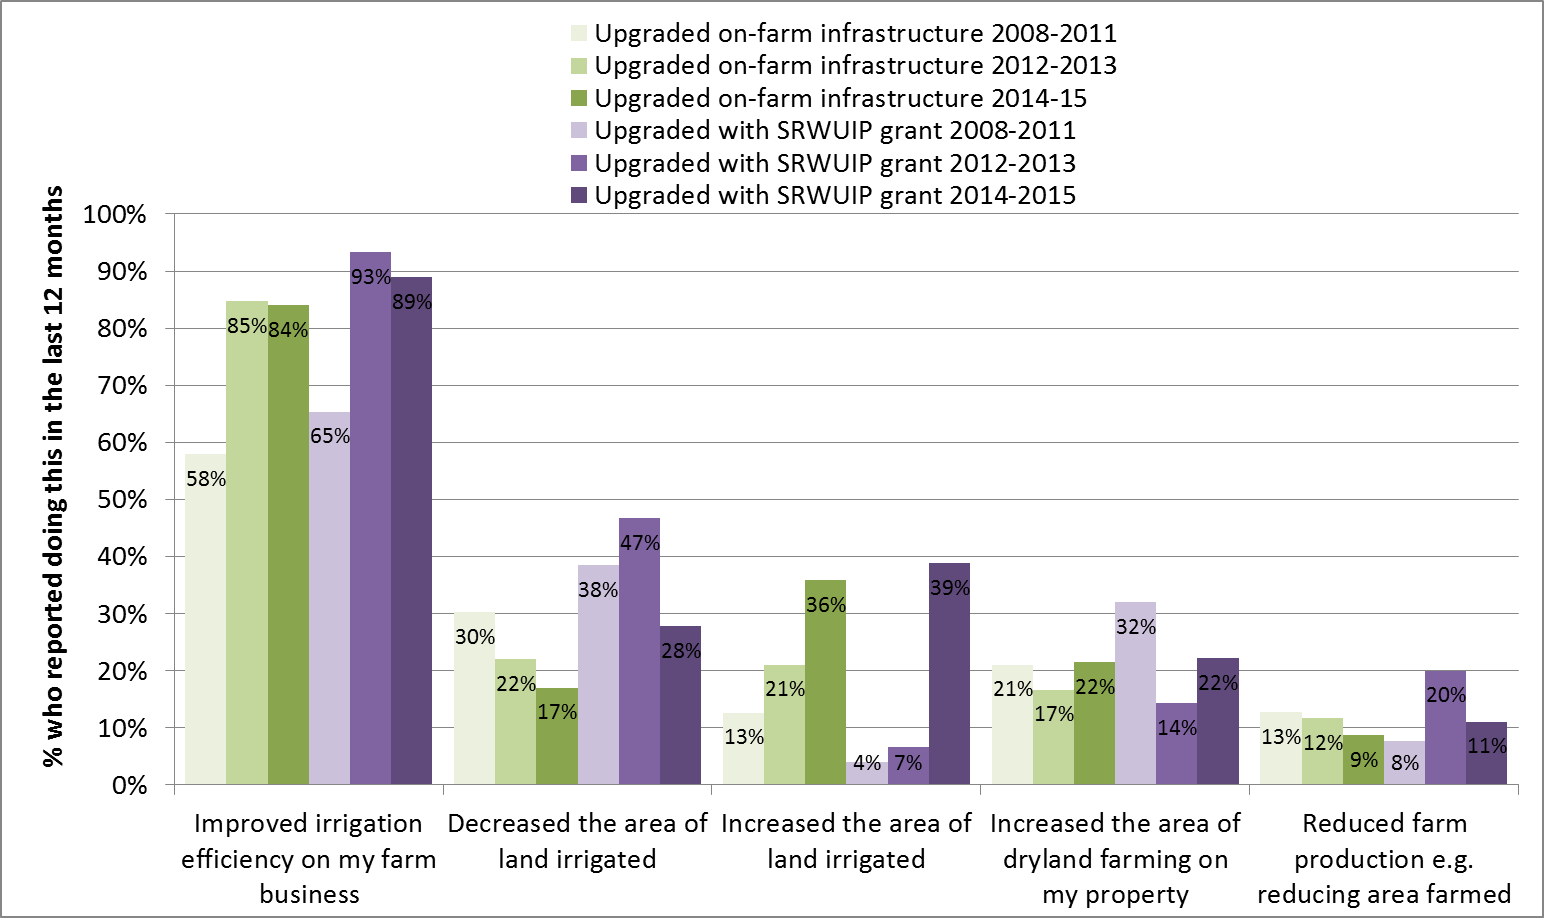 Upgraded on-farm infrastructure 2008-2011
Upgraded on-farm infrastructure 2012-2013
Upgraded on-farm infrastructure 2014-15
Upgraded with SRWUIP grant 2008-2011
Upgraded with SRWUIP grant 2012-2013
Upgraded with SRWUIP grant 2014-2015
% who reported doing this in the last 12 months
100%
90%
80%
70%
60%
50%
40%
30%
20%
10%
0%
58%
85%
84%
65%
93%
89%
30%
22%
17%
38%
47%
28%
13%
21%
36%
4%
7%
39%
21%
17%
22%
32%
14%
22%
13%
12%
9%
8%
20%
11%
Improved irrigation
efficiency on my farm
business
Decreased the area of
land irrigated
Increased the area of
land irrigated
Increased the area of
dryland farming on
my property
Reduced farm
production e.g.
reducing area farmed